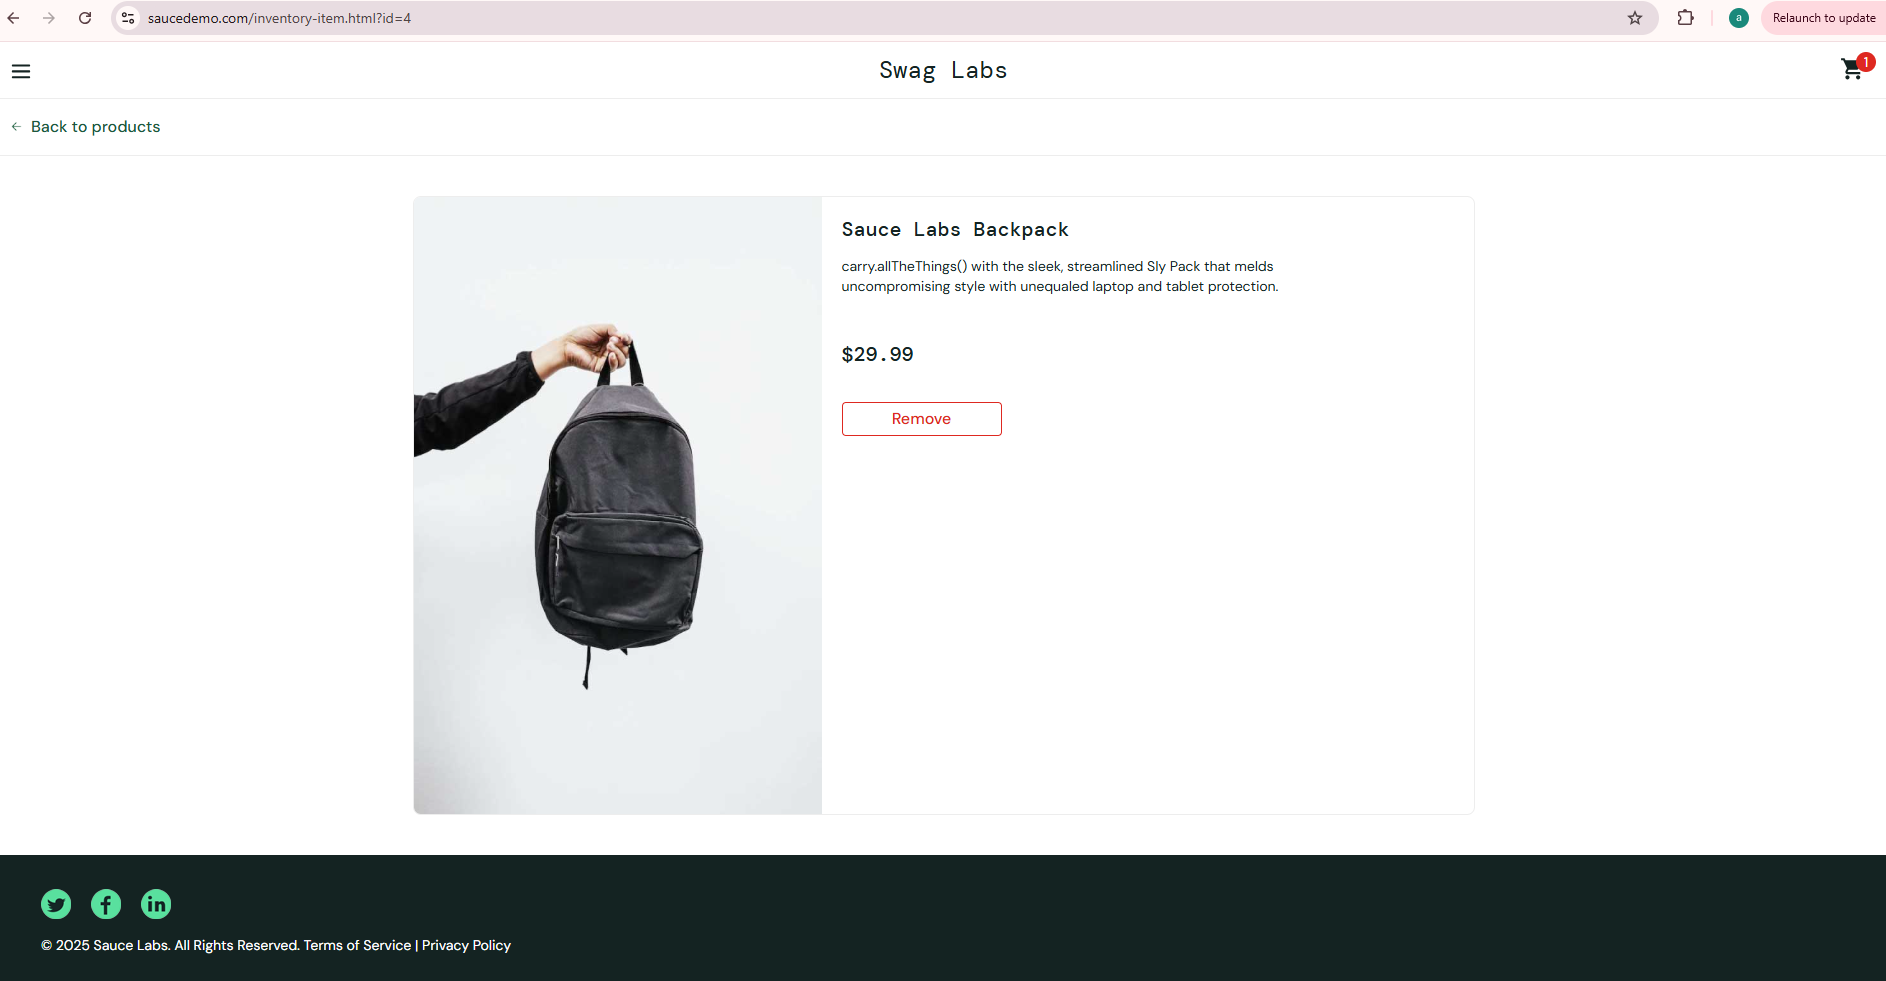 saucedemo.com/inventory-item.html?id=4
a
Relaunch to update
Swag Labs
1
← Back to products
Sauce Labs Backpack
carry.allTheThings() with the sleek, streamlined Sly Pack that melds
uncompromising style with unequaled laptop and tablet protection.
$29.99
Remove
© 2025 Sauce Labs. All Rights Reserved. Terms of Service | Privacy Policy